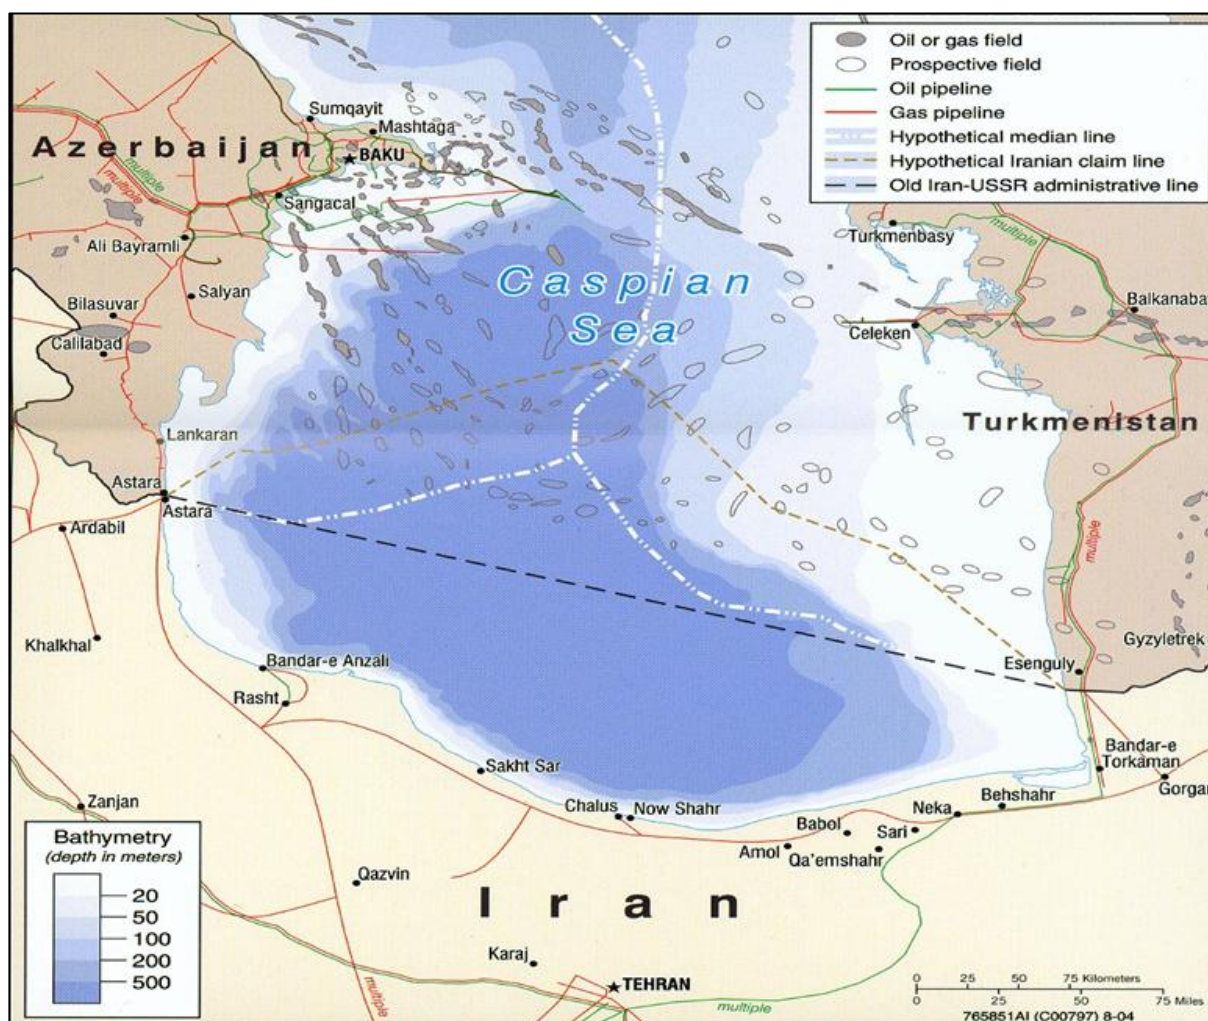 Oil or gas field
Prospective field
Oil pipeline
Gas pipeline
Hypothetical median line
Hypothetical Iranian claim line
Old Iran-USSR administrative line
Sumqayit
Mashtaga
Azerbaijan
BAKU
multiple
multiple
Sangacal
Ali Bayramli
Turkmenbasy
multiple
Caspian
Sea
Salyan
Bilasuvar
Balkanabat
Calilabad
Celeken
Turkmenistan
Lankaran
Astara
Astara
Ardabil
multiple
Khalkhal
Gyzyletrek
Bandar-e Anzali
Esenguly
Rasht
Bandar-e
Torkaman
Sakht Sar
Gorgan
Zanjan
Chalus
Now Shahr
Neka
Behshahr
Babol
Sari
Amol
Qa'emshahr
Bathymetry
(depth in meters)
20
50
100
200
500
Qazvin
Iran
Karaj
TEHRAN
multiple
multiple
0 25 50 75 Kilometers
0 25 50 75 Miles
765851AI (C00797) 8-04